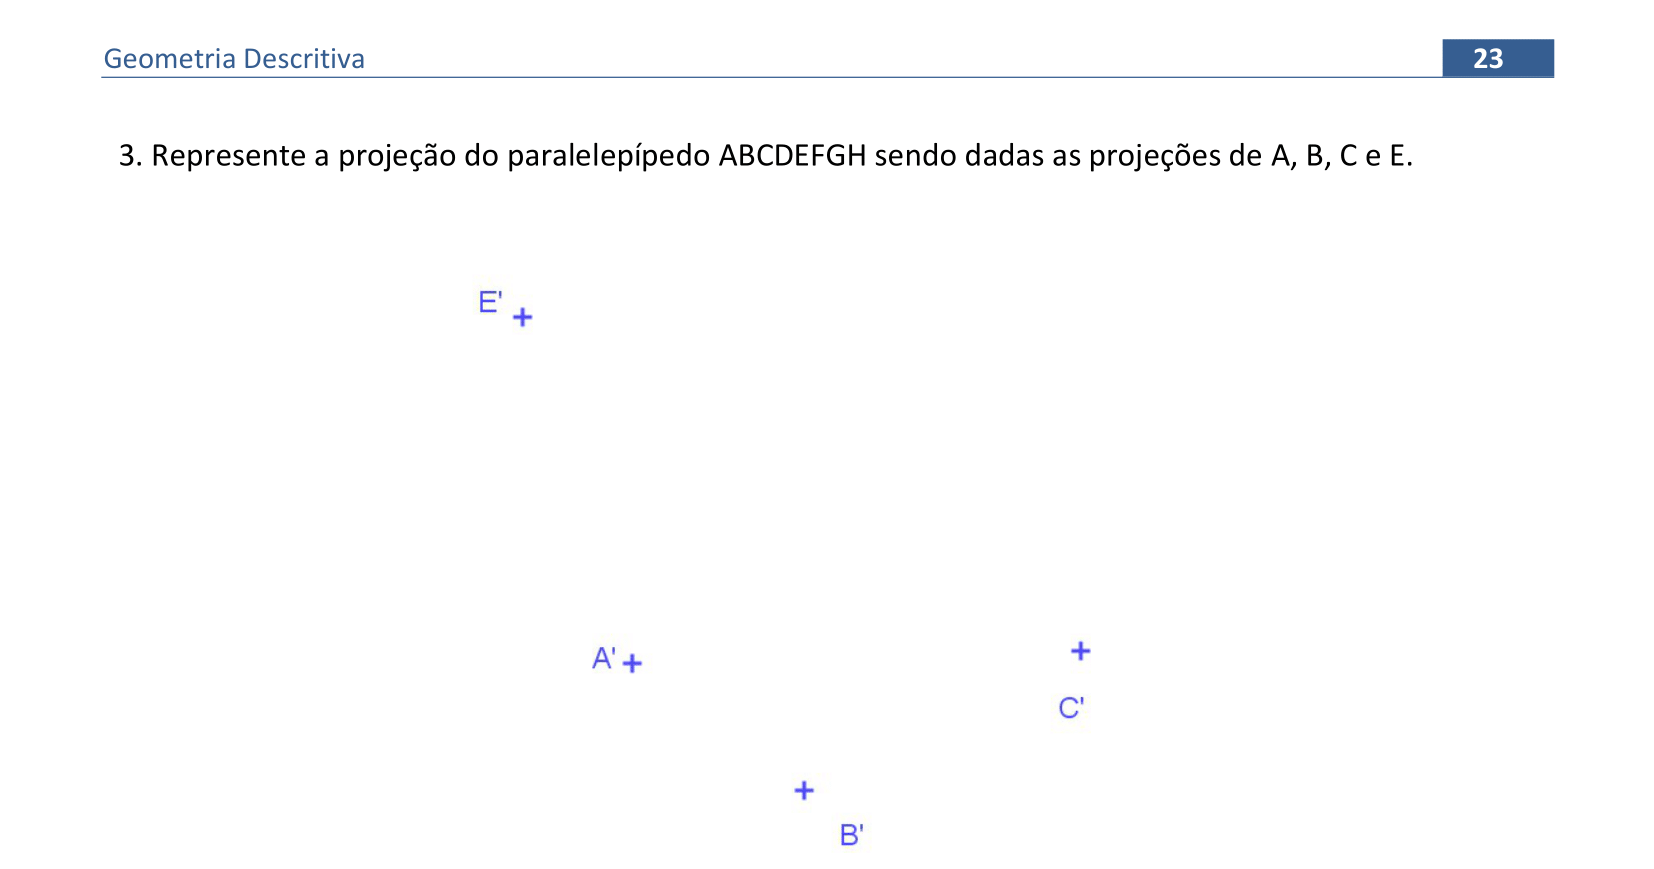 Geometria Descritiva 23
3. Represente a projeção do paralelepípedo ABCDEFGH sendo dadas as projeções de A, B, C e E.
E'
A'
C'
B'